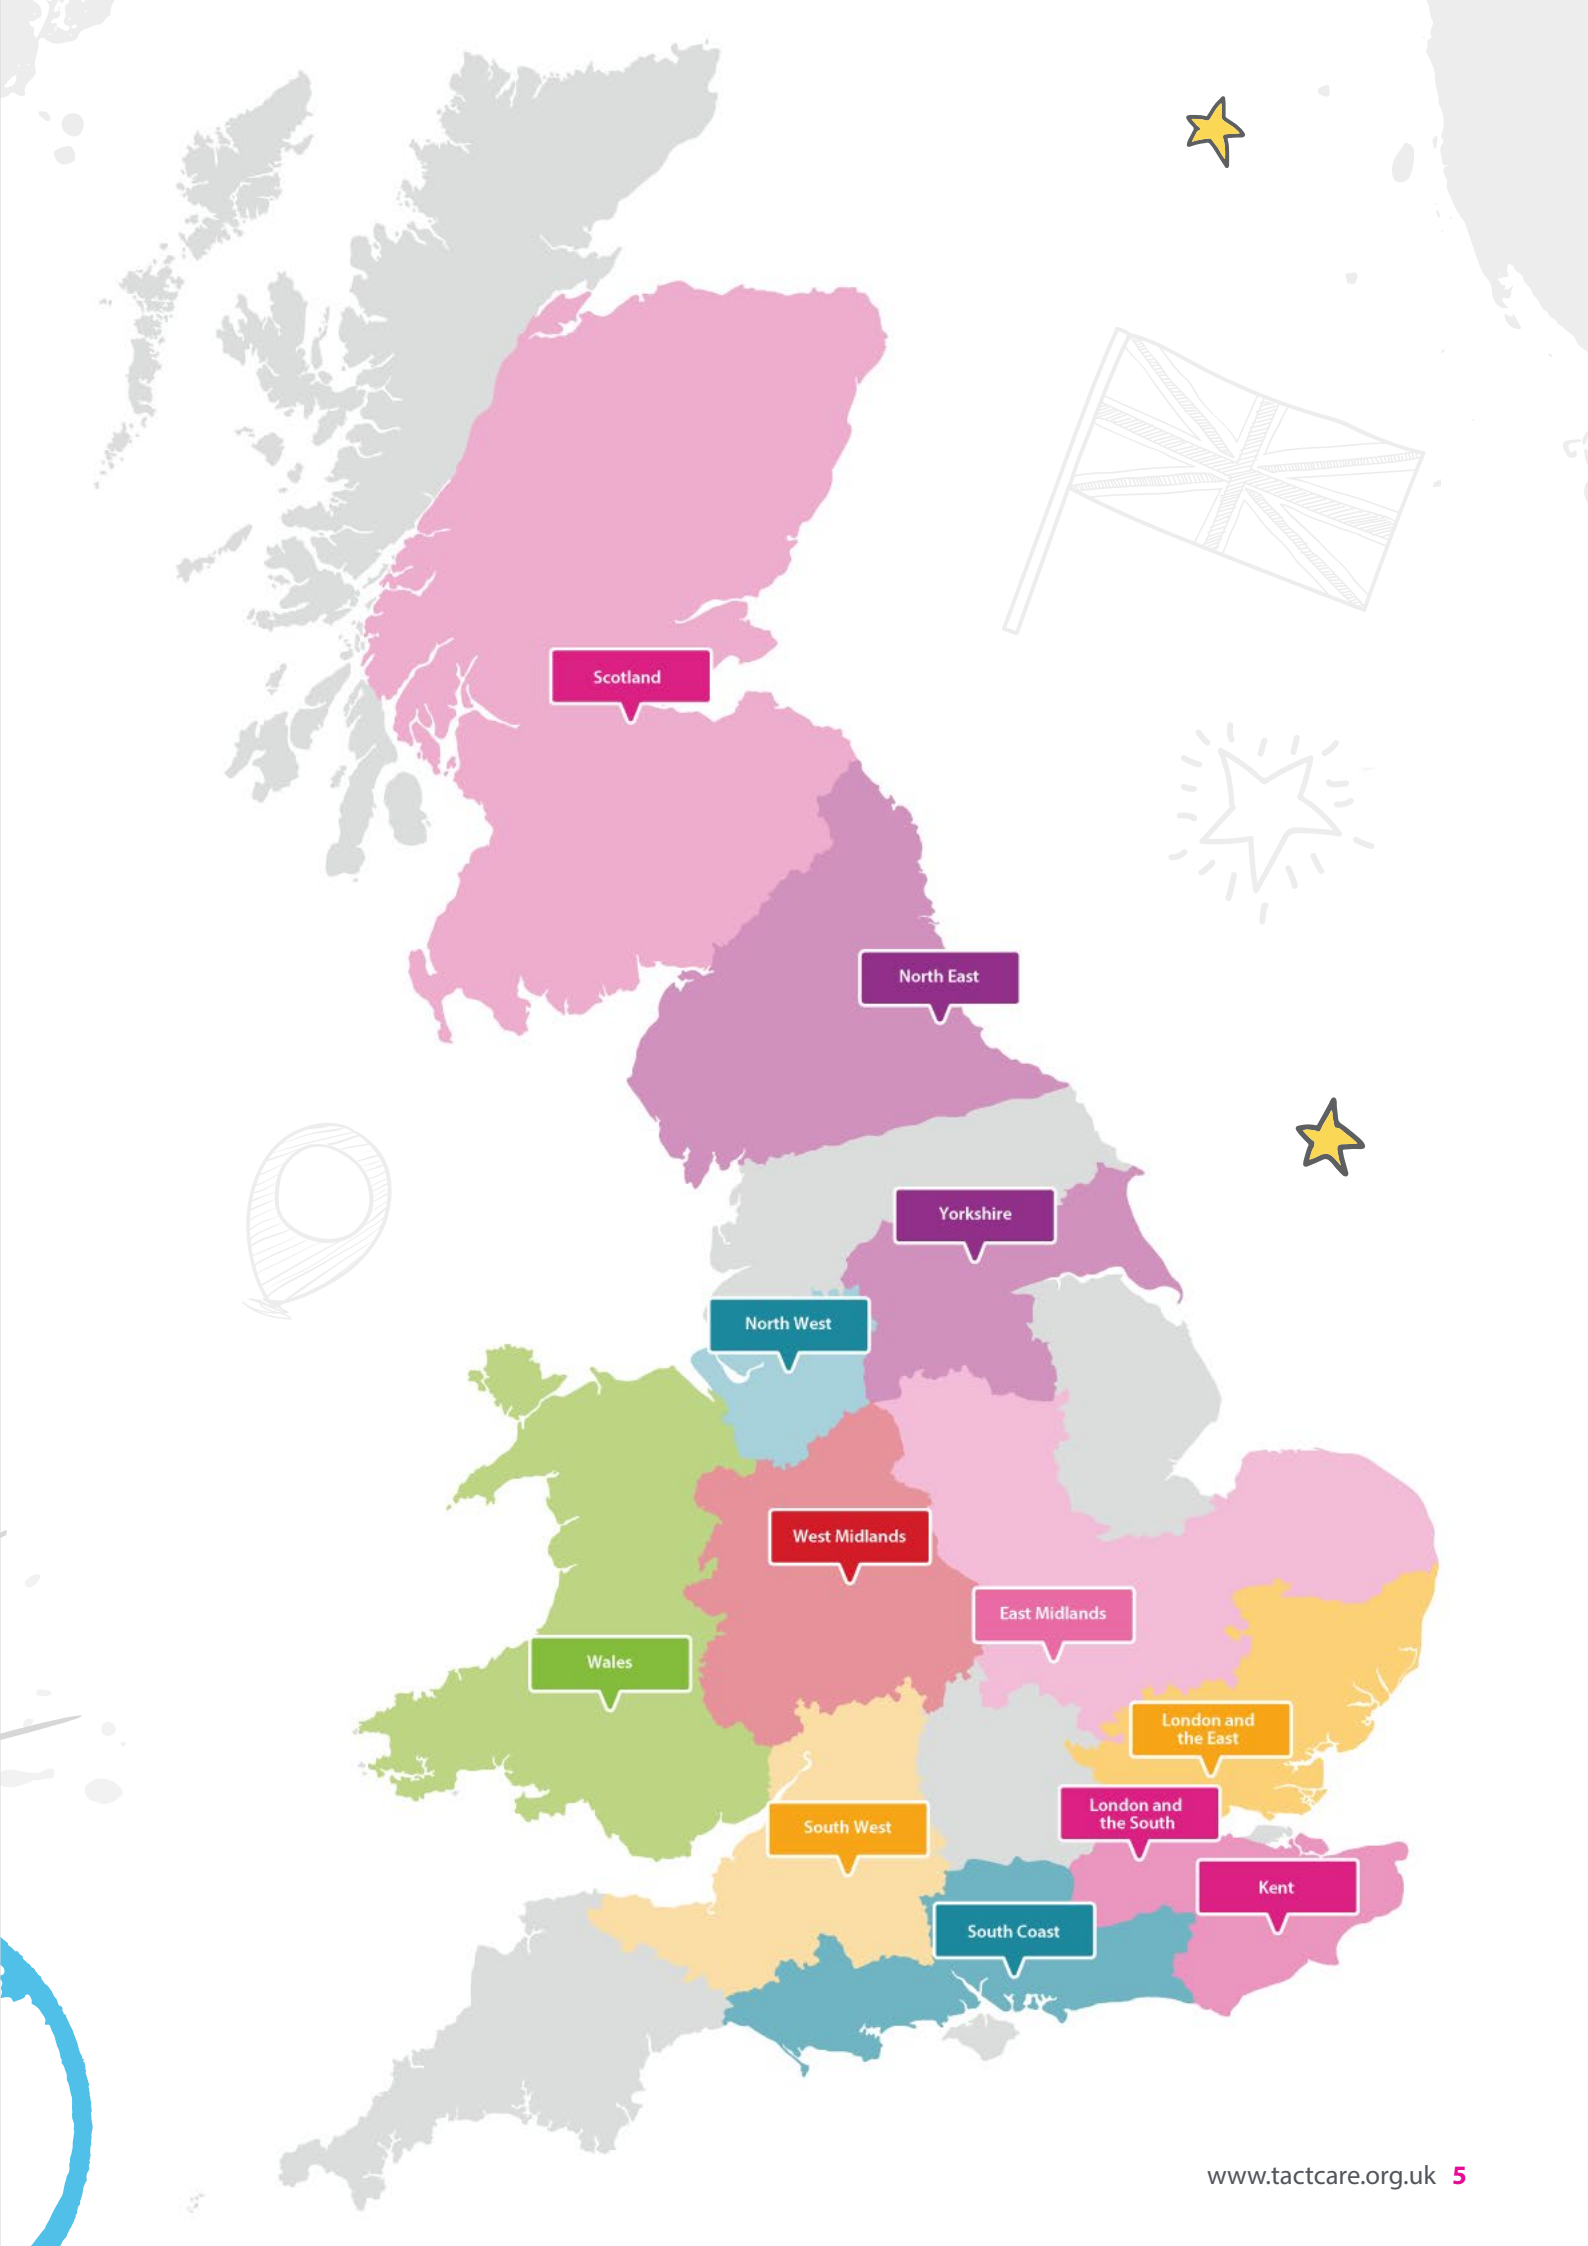 Scotland
North East
Yorkshire
North West
West Midlands
East Midlands
Wales
London and
the East
London and
the South
South West
Kent
South Coast
www.tactcare.org.uk 5